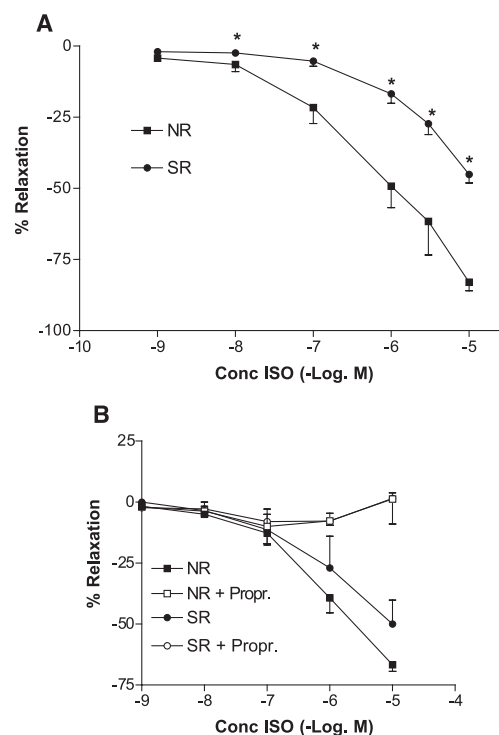 A
0
* * * * * *
-25
-50
-75
-100
% Relaxation
NR
SR
-10 -9 -8 -7 -6 -5
Conc ISO (-Log. M)
B
25
0
-25
-50
-75
% Relaxation
NR
NR + Propr.
SR
SR + Propr.
-9 -8 -7 -6 -5 -4
Conc ISO (-Log. M)